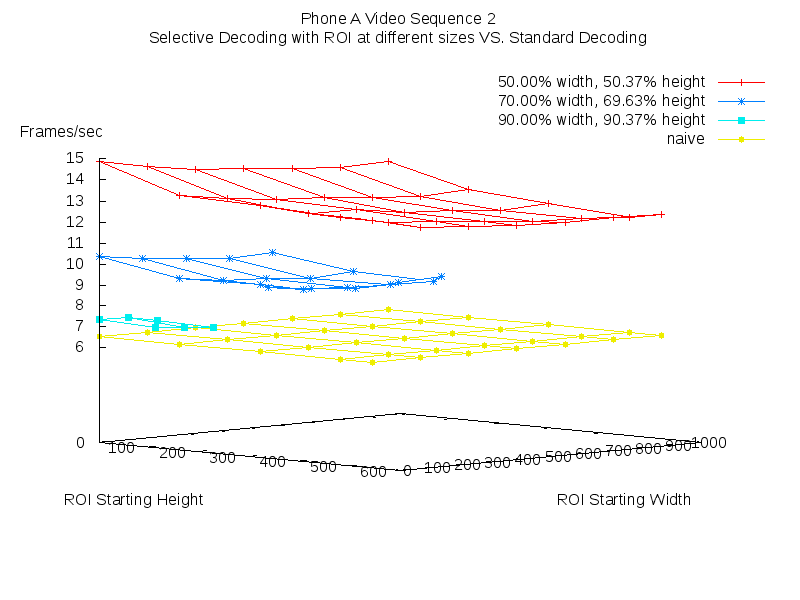 Phone A Video Sequence 2
Selective Decoding with ROI at different sizes VS. Standard Decoding
50.00% width, 50.37% height
70.00% width, 69.63% height
90.00% width, 90.37% height
naive
Frames/sec
15
14
13
12
11
10
9
8
7
6
0
100 200 300 400 500 600
0 100 200 300 400 500 600 700 800 900 1000
ROI Starting Height
ROI Starting Width